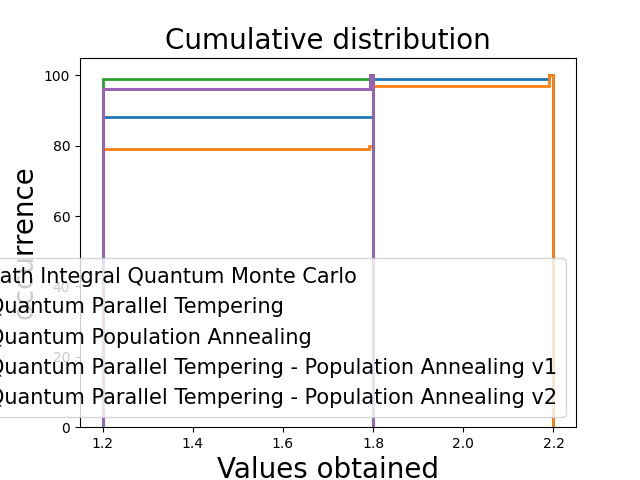 Cumulative distribution
100
80
60
40
20
0
occurrence
ath Integral Quantum Monte Carlo
Quantum Parallel Tempering
Quantum Population Annealing
Quantum Parallel Tempering - Population Annealing v1
Quantum Parallel Tempering - Population Annealing v2
1.2 1.4 1.6 1.8 2.0 2.2
Values obtained